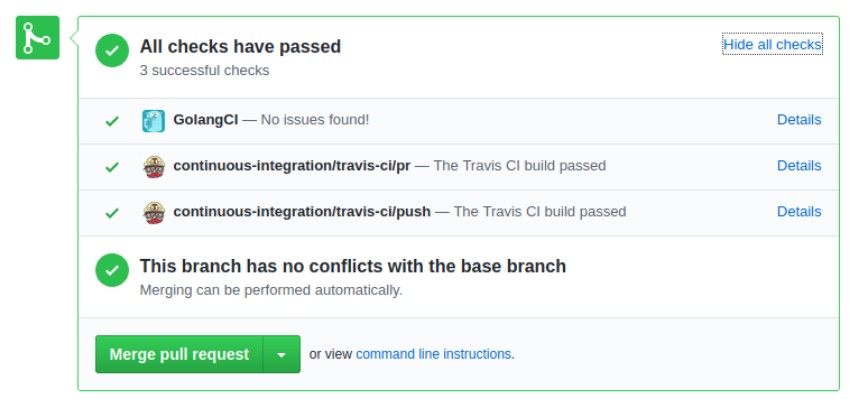 All checks have passed
Hide all checks
3 successful checks
GolangCI — No issues found!
Details
continuous-integration/travis-ci/pr — The Travis CI build passed
Details
continuous-integration/travis-ci/push — The Travis CI build passed
Details
This branch has no conflicts with the base branch
Merging can be performed automatically.
Merge pull request
or view command line instructions.